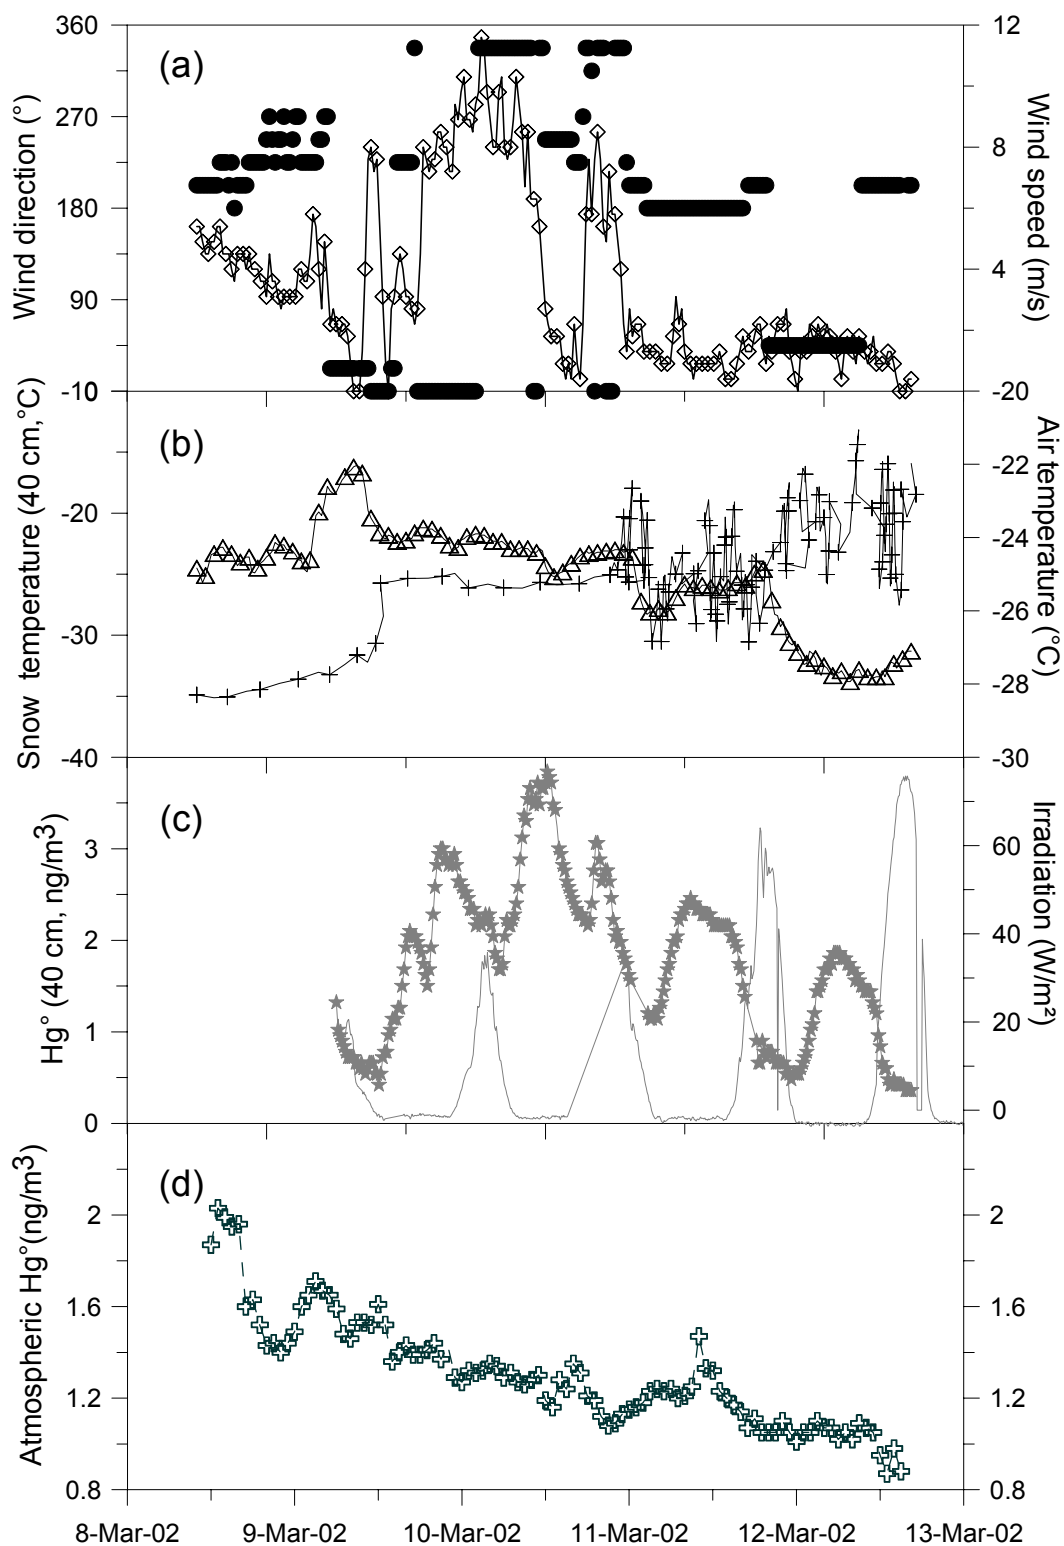 360
12
(a)
270
8
Wind direction (°)
Wind speed (m/s)
180
4
90
-10
-20
(b)
-22
-20
Snow temperature (40 cm,°C)
Air temperature (°C)
-24
-26
-30
-28
-40
-30
(c)
3
60
Hg° (40 cm, ng/m3)
Irradiation (W/m²)
2
40
1
20
0
0
(d)
2
2
Atmospheric Hg°(ng/m3)
1.6
1.6
1.2
1.2
0.8
0.8
8-Mar-02
9-Mar-02
10-Mar-02
11-Mar-02
12-Mar-02
13-Mar-02